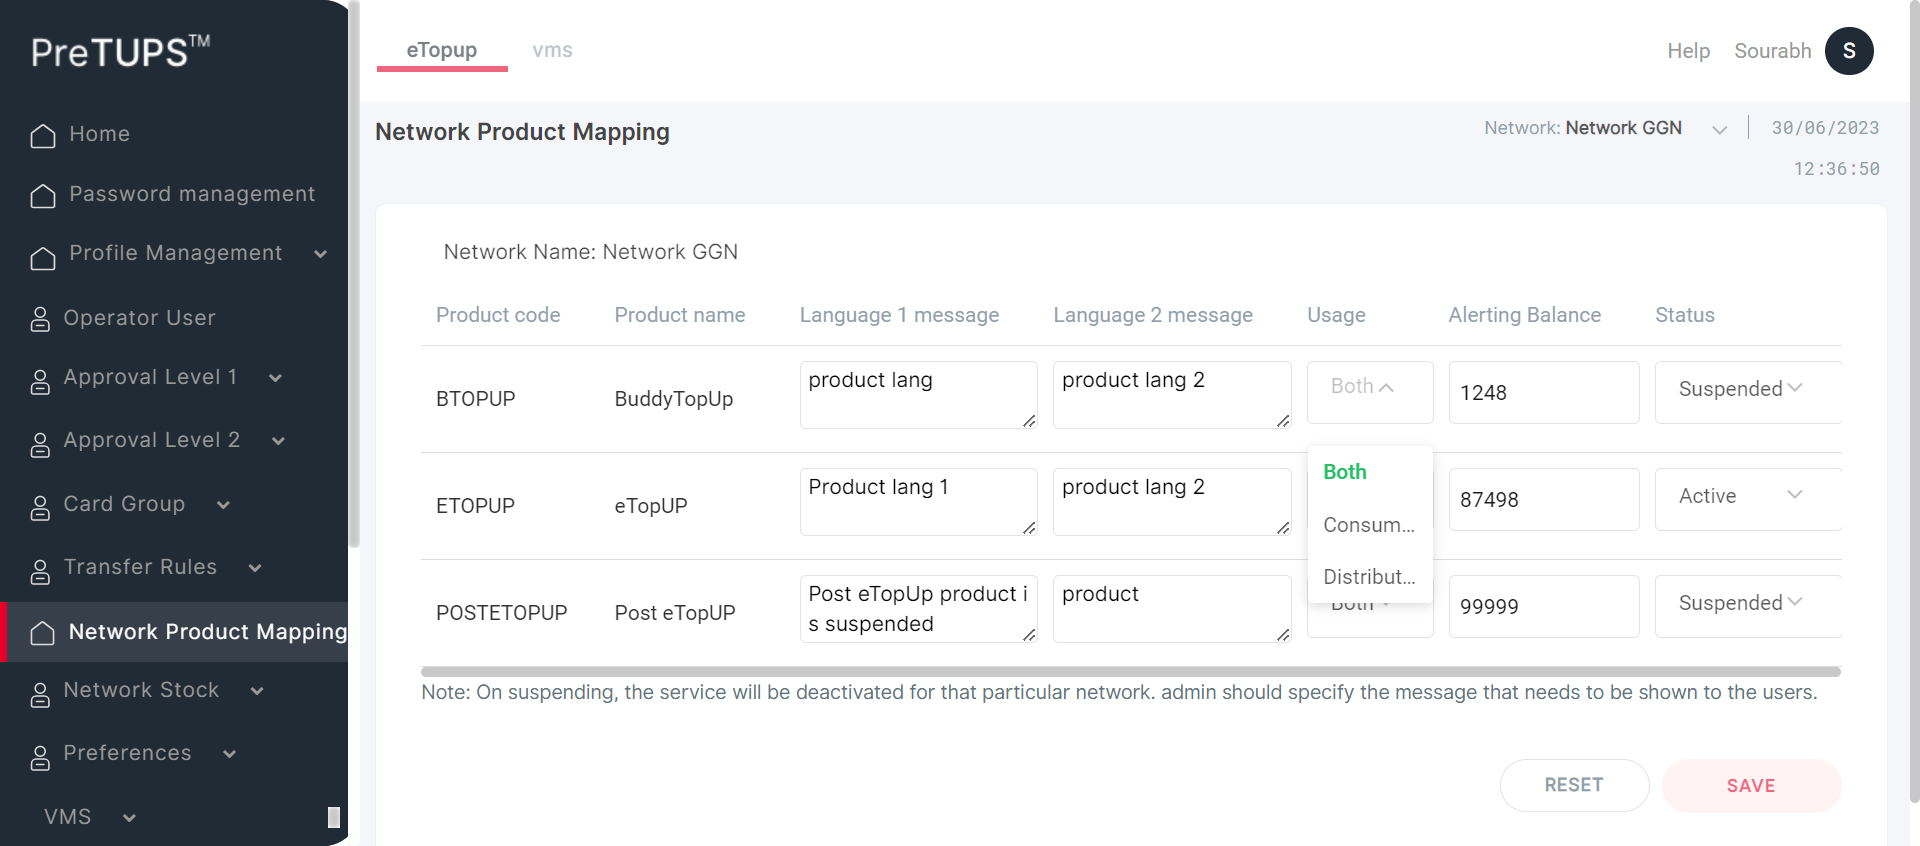 PreTUPS™
eTopup
vms
Help
Sourabh
S
Home
Password management
Profile Management
Operator User
Approval Level 1
Approval Level 2
Card Group
Transfer Rules
Network Product Mapping
Network Stock
Preferences
VMS
Network Product Mapping
Network: Network GGN
30/06/2023
12:36:50
Network Name: Network GGN
Product code Product name Language 1 message Language 2 message Usage Alerting Balance Status
BTOPUP BuddyTopUp product lang product lang 2 Both 1248 Suspended
Both
Consum...
Distribut...
ETOPUP eTopUP Product lang 1 product lang 2 87498 Active
POSTETOPUP Post eTopUP Post eTopUp product i product Both 99999 Suspended
s suspended
Note: On suspending, the service will be deactivated for that particular network. admin should specify the message that needs to be shown to the users.
RESET
SAVE